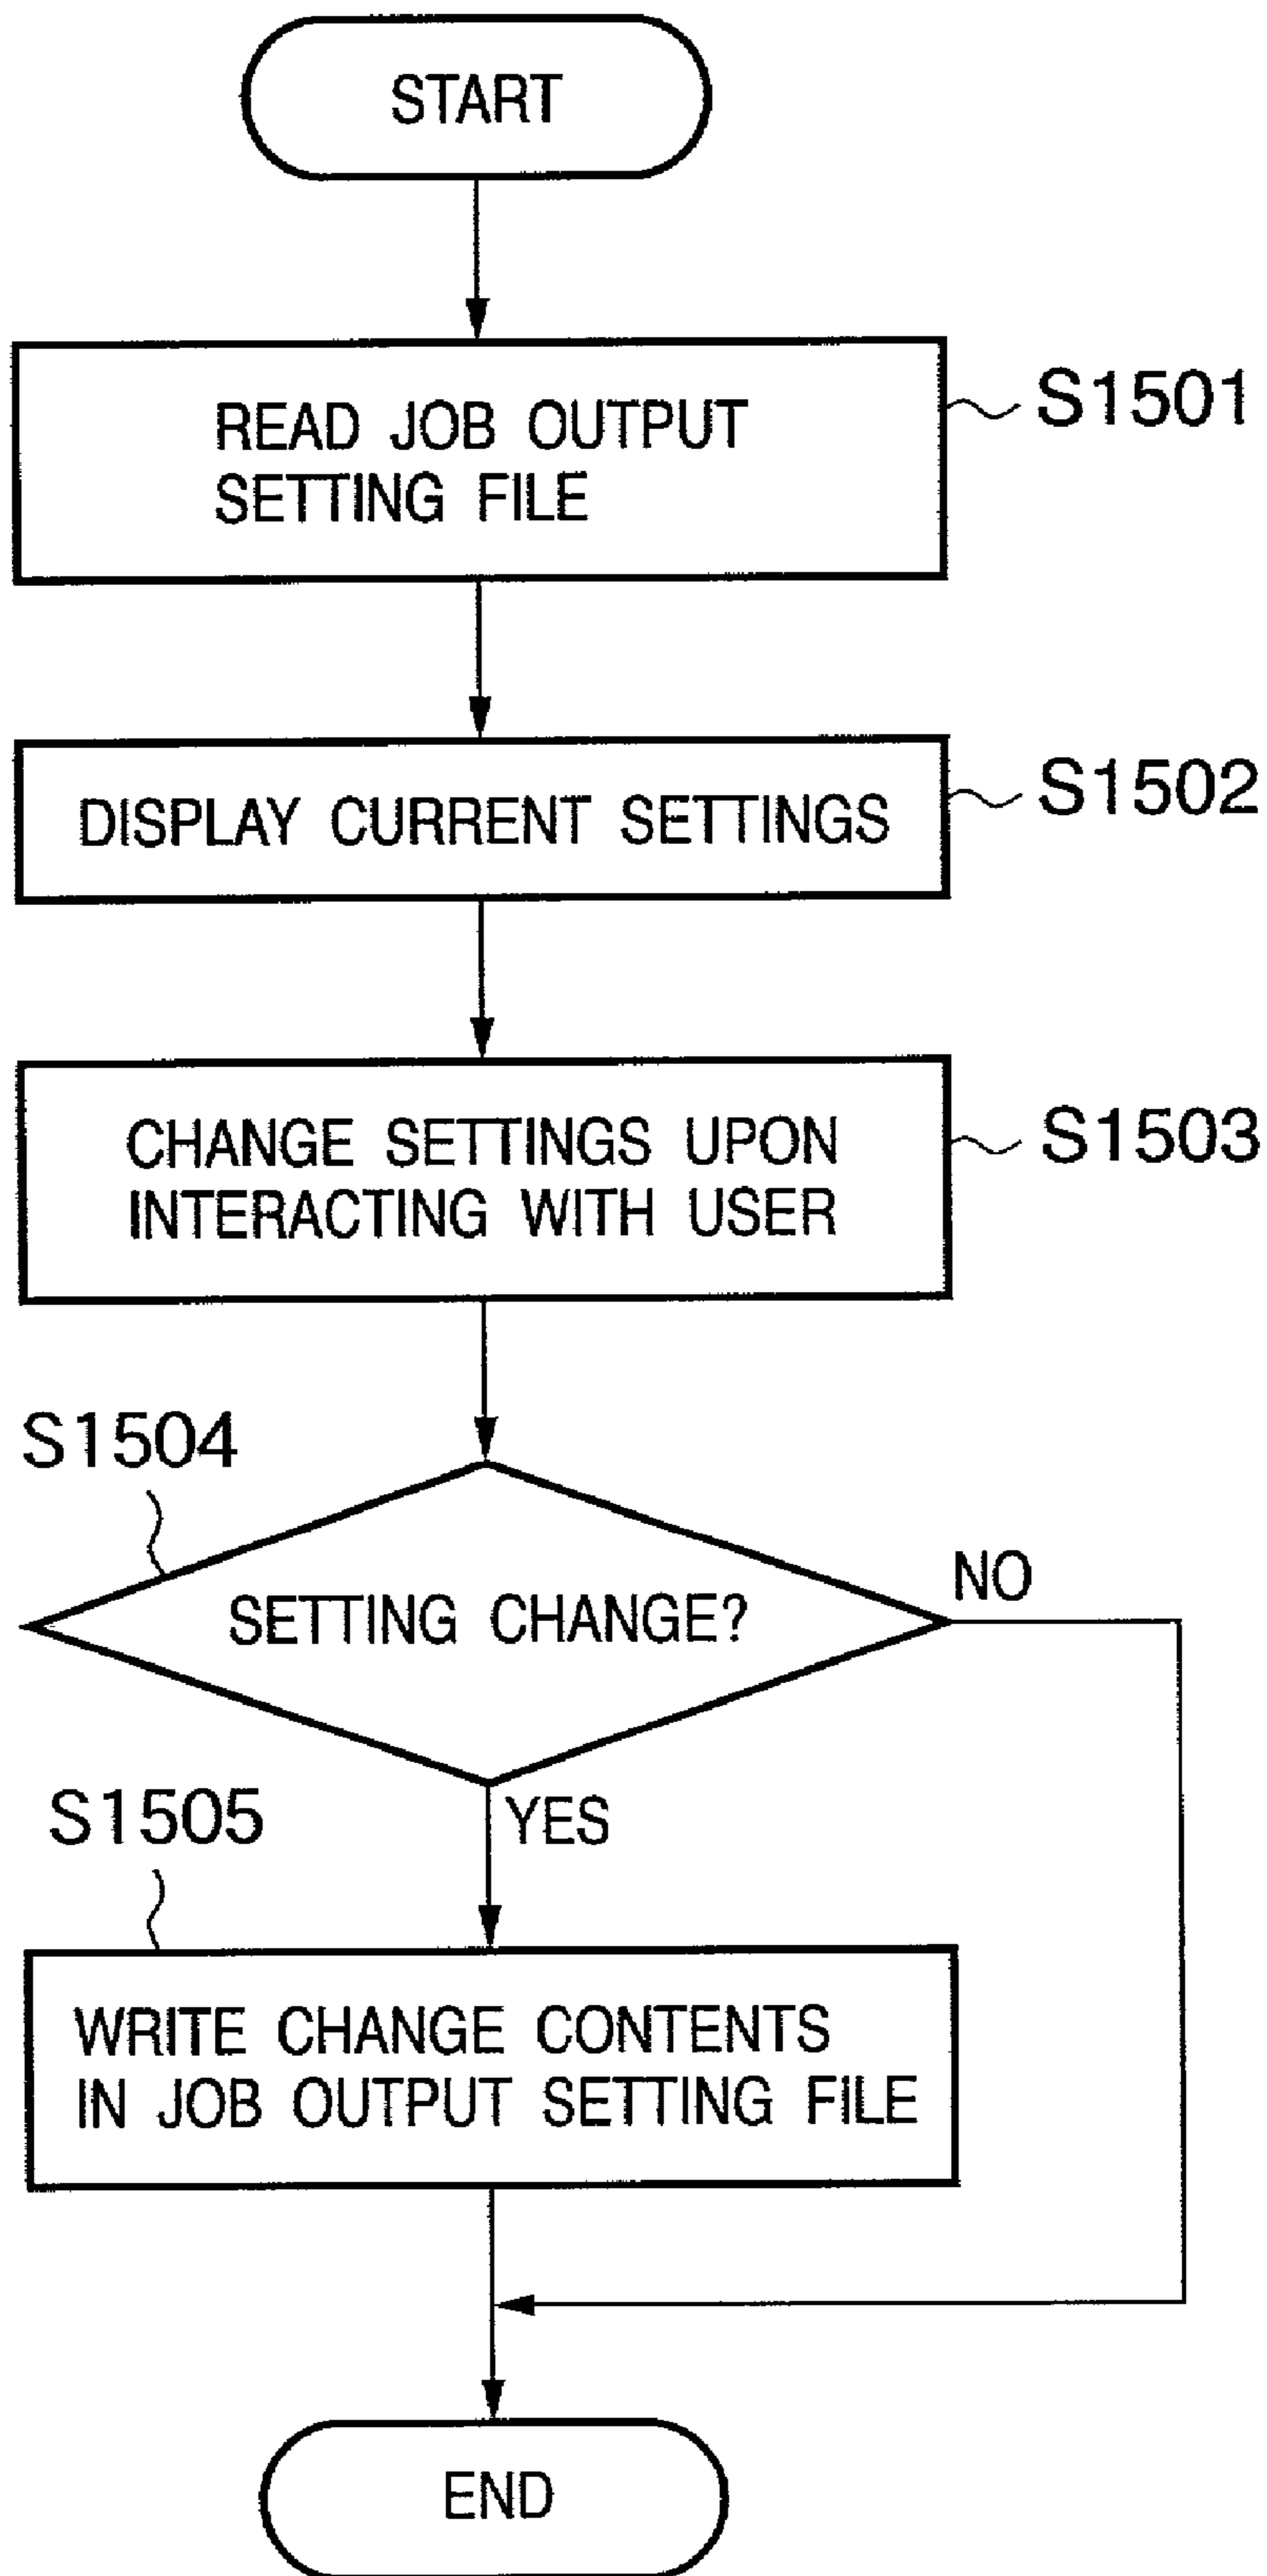 START
READ JOB OUTPUT
SETTING FILE
S1501
DISPLAY CURRENT SETTINGS
S1502
CHANGE SETTINGS UPON
INTERACTING WITH USER
S1503
S1504
SETTING CHANGE?
NO
YES
S1505
WRITE CHANGE CONTENTS
IN JOB OUTPUT SETTING FILE
END